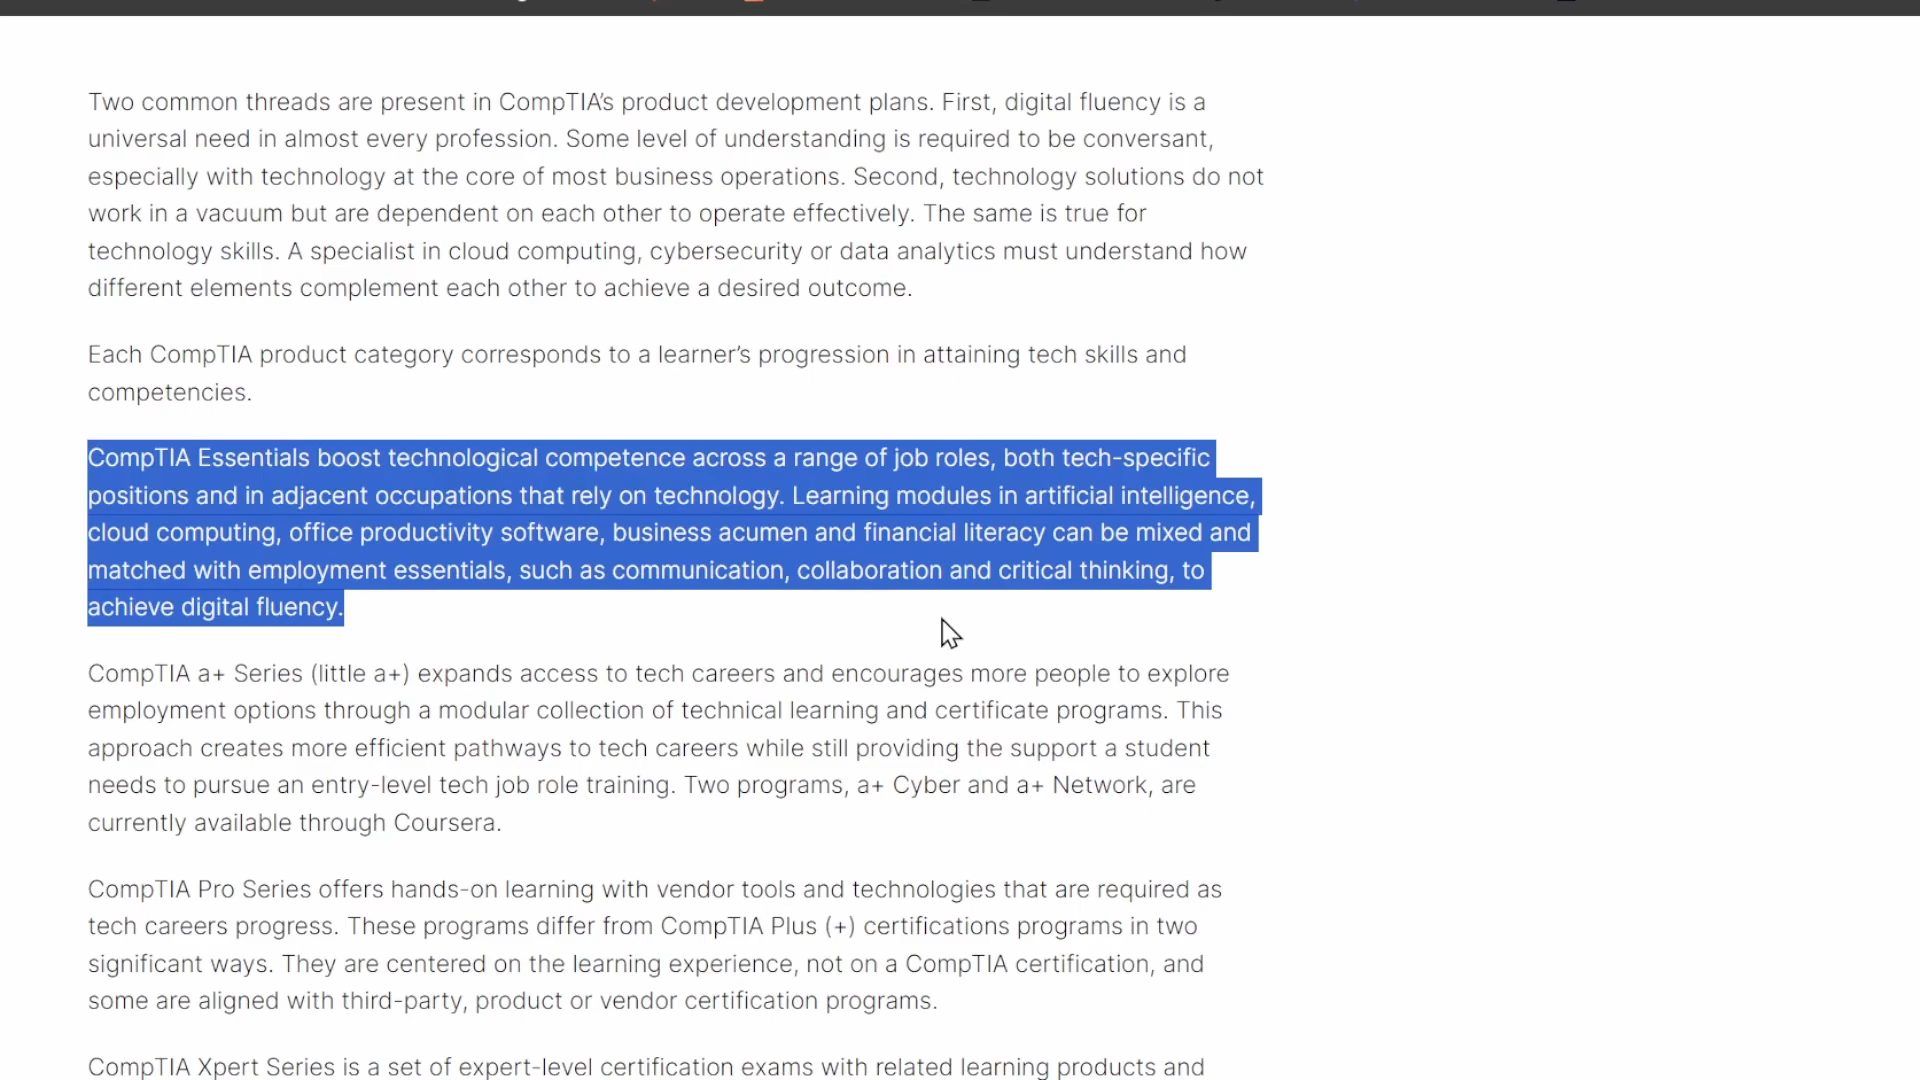 Two common threads are present in CompTIA’s product development plans. First, digital fluency is a
universal need in almost every profession. Some level of understanding is required to be conversant,
especially with technology at the core of most business operations. Second, technology solutions do not
work in a vacuum but are dependent on each other to operate effectively. The same is true for
technology skills. A specialist in cloud computing, cybersecurity or data analytics must understand how
different elements complement each other to achieve a desired outcome.
Each CompTIA product category corresponds to a learner’s progression in attaining tech skills and
competencies.
CompTIA Essentials boost technological competence across a range of job roles, both tech-specific
positions and in adjacent occupations that rely on technology. Learning modules in artificial intelligence,
cloud computing, office productivity software, business acumen and financial literacy can be mixed and
matched with employment essentials, such as communication, collaboration and critical thinking, to
achieve digital fluency.
CompTIA a+ Series (little a+) expands access to tech careers and encourages more people to explore
employment options through a modular collection of technical learning and certificate programs. This
approach creates more efficient pathways to tech careers while still providing the support a student
needs to pursue an entry-level tech job role training. Two programs, a+ Cyber and a+ Network, are
currently available through Coursera.
CompTIA Pro Series offers hands-on learning with vendor tools and technologies that are required as
tech careers progress. These programs differ from CompTIA Plus (+) certifications programs in two
significant ways. They are centered on the learning experience, not on a CompTIA certification, and
some are aligned with third-party, product or vendor certification programs.
CompTIA Xpert Series is a set of expert-level certification exams with related learning products and